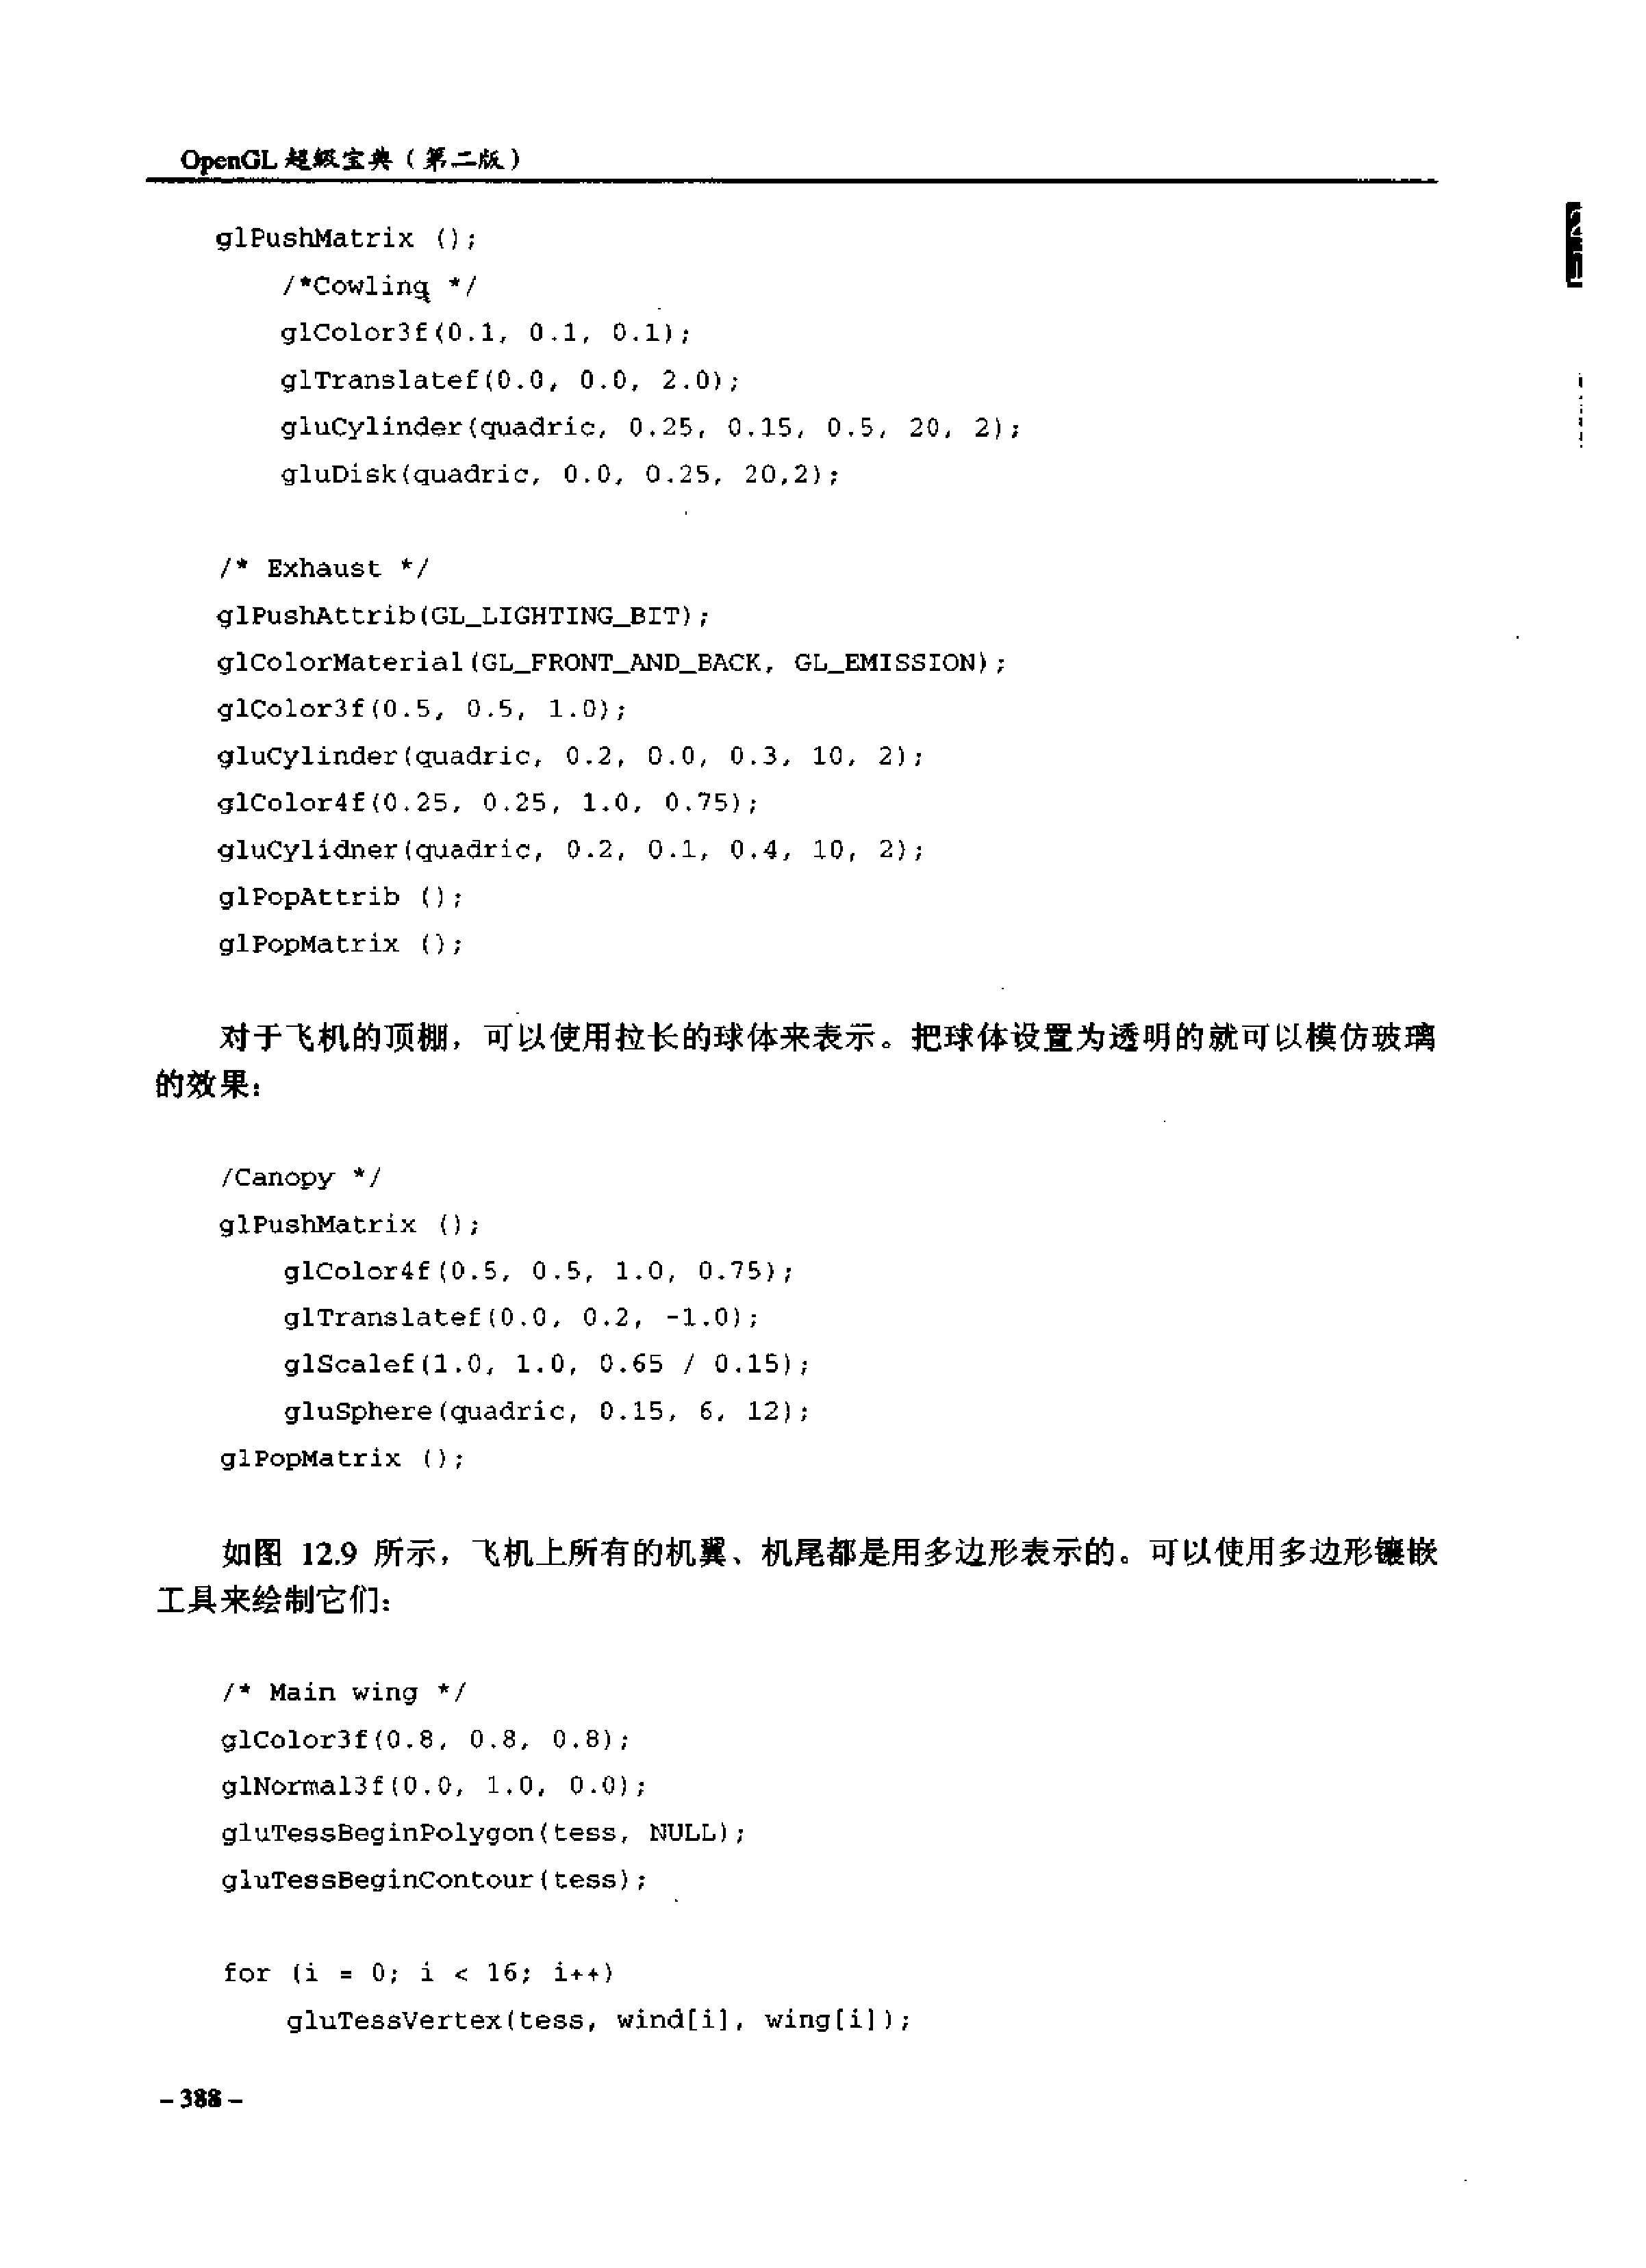 OpenGL 超级宝典（第二版）
glPushMatrix ();
/*Cowling */
glColor3f(0.1, 0.1, 0.1);
glTranslatef(0.0, 0.0, 2.0);
gluCylinder(quadric, 0.25, 0.15, 0.5, 20, 2);
gluDisk(quadric, 0.0, 0.25, 20,2);
/* Exhaust */
glPushAttrib(GL_LIGHTING_BIT);
glColorMaterial(GL_FRONT_AND_BACK, GL_EMISSION);
glColor3f(0.5, 0.5, 1.0);
gluCylinder(quadric, 0.2, 0.0, 0.3, 10, 2);
glColor4f(0.25, 0.25, 1.0, 0.75);
gluCylidner(quadric, 0.2, 0.1, 0.4, 10, 2);
glPopAttrib ();
glPopMatrix ();
对于飞机的顶棚，可以使用拉长的球体来表示。把球体设置为透明的就可以模仿玻璃
的效果：
/Canopy */
glPushMatrix ();
glColor4f(0.5, 0.5, 1.0, 0.75);
glTranslatef(0.0, 0.2, -1.0);
glScalef(1.0, 1.0, 0.65 / 0.15);
gluSphere(quadric, 0.15, 6, 12);
glPopMatrix ();
如图 12.9 所示，飞机上所有的机翼、机尾都是用多边形表示的。可以使用多边形镶嵌
工具来绘制它们：
/* Main wing */
glColor3f(0.8, 0.8, 0.8);
glNormal3f(0.0, 1.0, 0.0);
gluTessBeginPolygon(tess, NULL);
gluTessBeginContour(tess);
for (i = 0; i < 16; i++)
gluTessVertex(tess, wind[i], wing[i]);
- 388 -